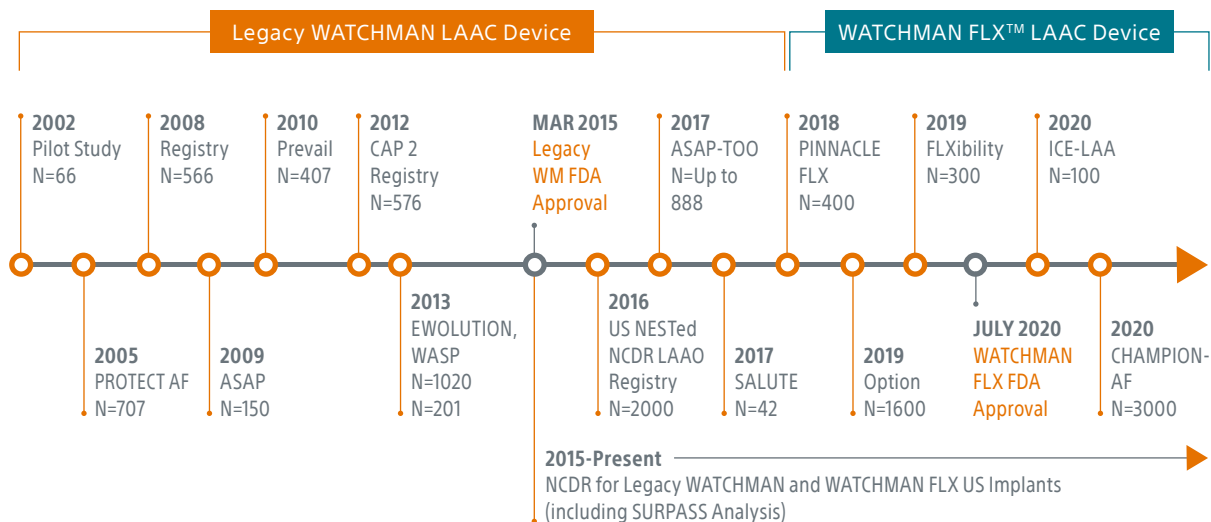 Legacy WATCHMAN LAAC Device
WATCHMAN FLX™ LAAC Device
2002
Pilot Study
N=66
2008
Registry
N=566
2010
Prevail
N=407
2012
CAP 2
Registry
N=576
MAR 2015
Legacy
WM FDA
Approval
2017
ASAP-TOO
N=Up to
888
2018
PINNACLE
FLX
N=400
2019
FLXibility
N=300
2020
ICE-LAA
N=100
2005
PROTECT AF
N=707
2009
ASAP
N=150
2013
EWOLUTION,
WASP
N=1020
N=201
2016
US NESTed
NCDR LAAO
Registry
N=2000
2017
SALUTE
N=42
2019
Option
N=1600
JULY 2020
WATCHMAN
FLX FDA
Approval
2020
CHAMPION-
AF
N=3000
2015-Present
NCDR for Legacy WATCHMAN and WATCHMAN FLX US Implants
(including SURPASS Analysis)